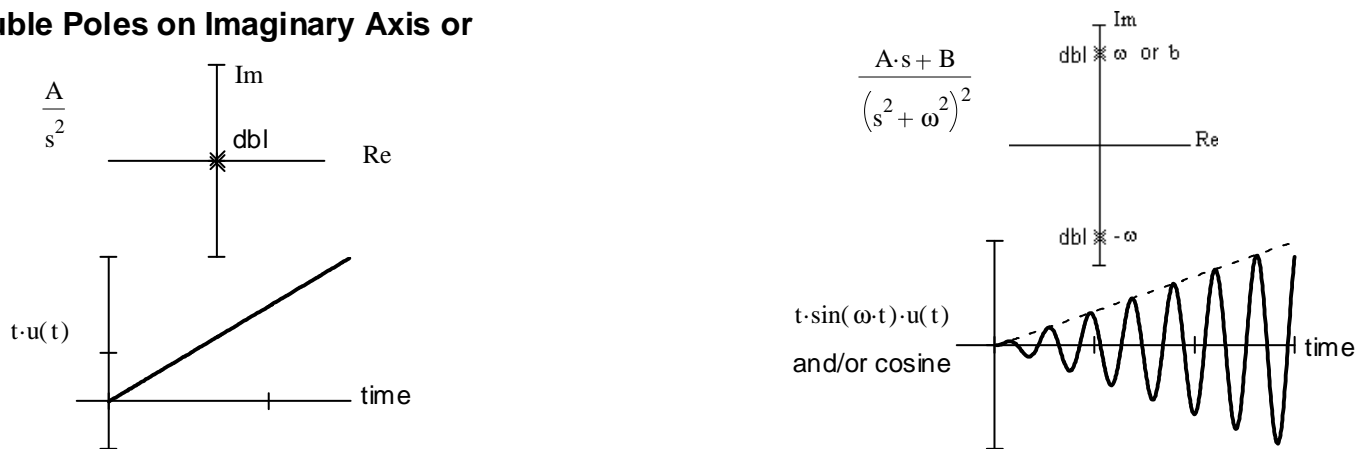 uble Poles on Imaginary Axis or
A
s2
Im
dbl
Re
t·u(t)
time
A·s + B
(s2 + ω2)2
Im
dbl ω or b
Re
dbl -ω
t·sin(ω·t)·u(t)
and/or cosine
time